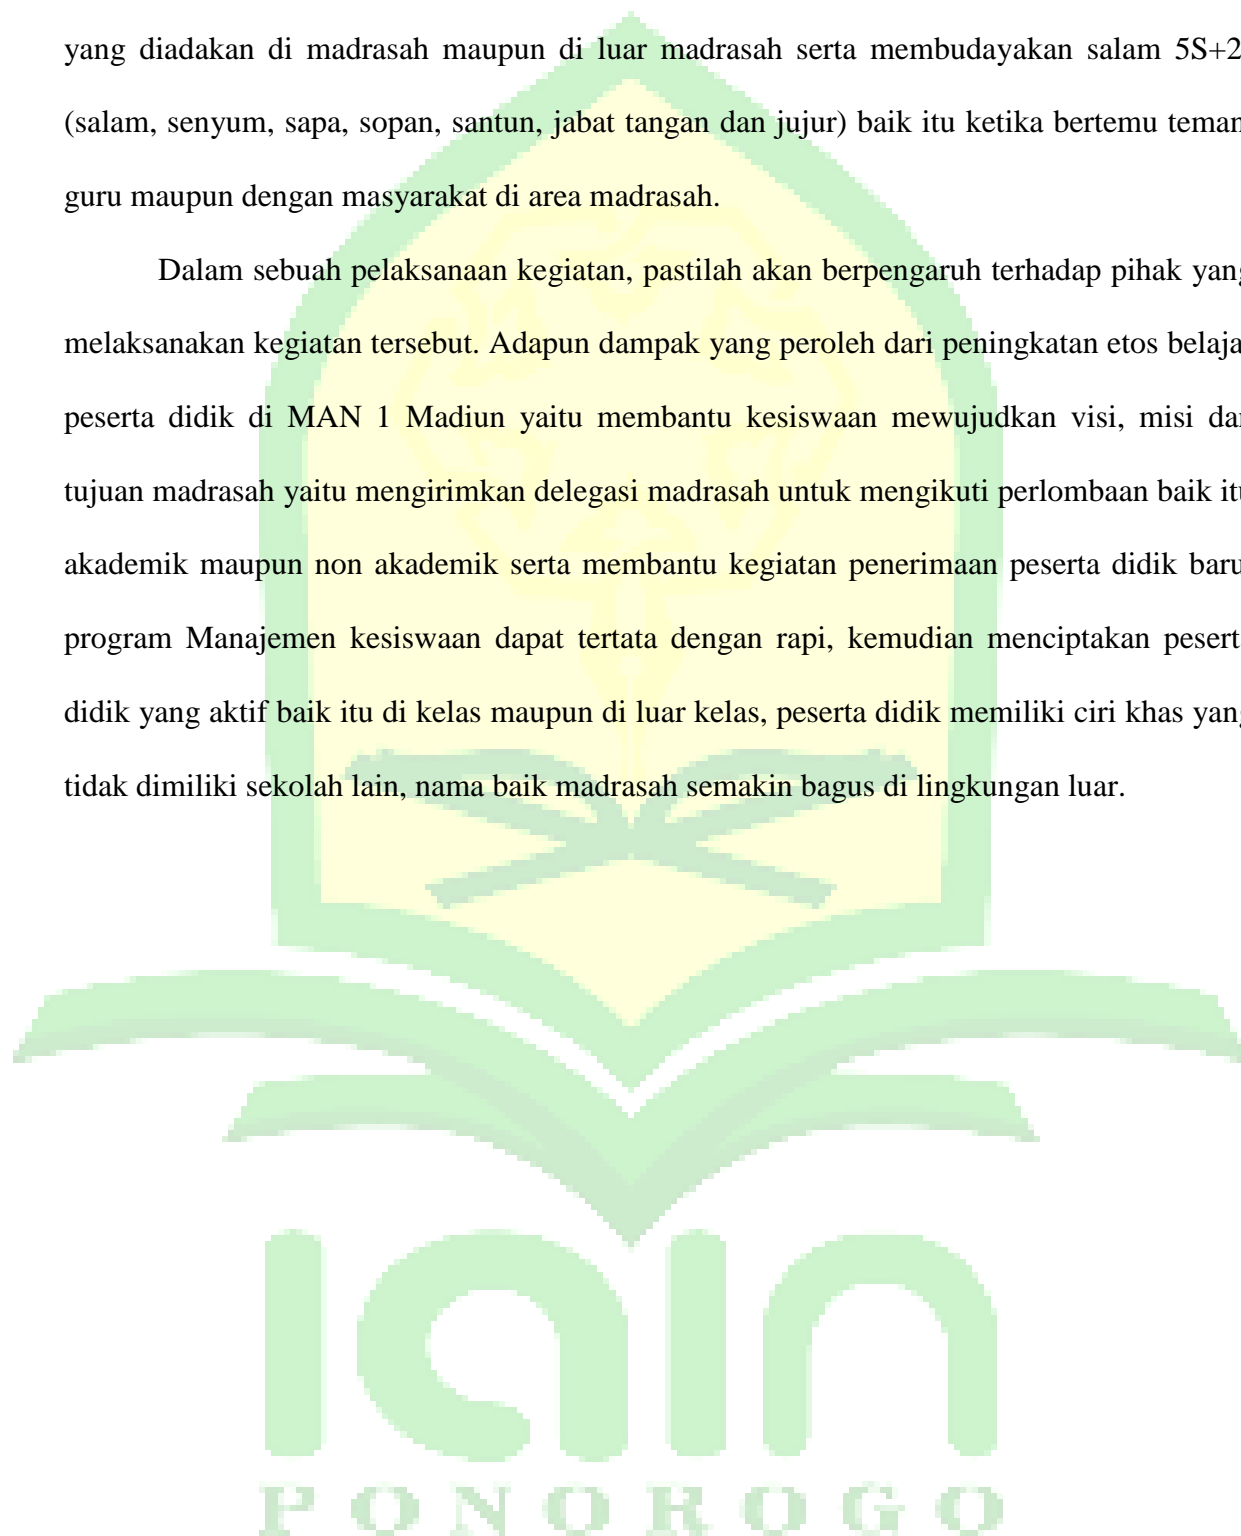 yang diadakan di madrasah maupun di luar madrasah serta membudayakan salam 5S+2
(salam, senyum, sapa, sopan, santun, jabat tangan dan jujur) baik itu ketika bertemu teman
guru maupun dengan masyarakat di area madrasah.
Dalam sebuah pelaksanaan kegiatan, pastilah akan berpengaruh terhadap pihak yang
melaksanakan kegiatan tersebut. Adapun dampak yang peroleh dari peningkatan etos belaja
peserta didik di MAN 1 Madiun yaitu membantu kesiswaan mewujudkan visi, misi dan
tujuan madrasah yaitu mengirimkan delegasi madrasah untuk mengikuti perlombaan baik itu
akademik maupun non akademik serta membantu kegiatan penerimaan peserta didik baru
program Manajemen kesiswaan dapat tertata dengan rapi, kemudian menciptakan pesert
didik yang aktif baik itu di kelas maupun di luar kelas, peserta didik memiliki ciri khas yang
tidak dimiliki sekolah lain, nama baik madrasah semakin bagus di lingkungan luar.
iain
PONOROGO